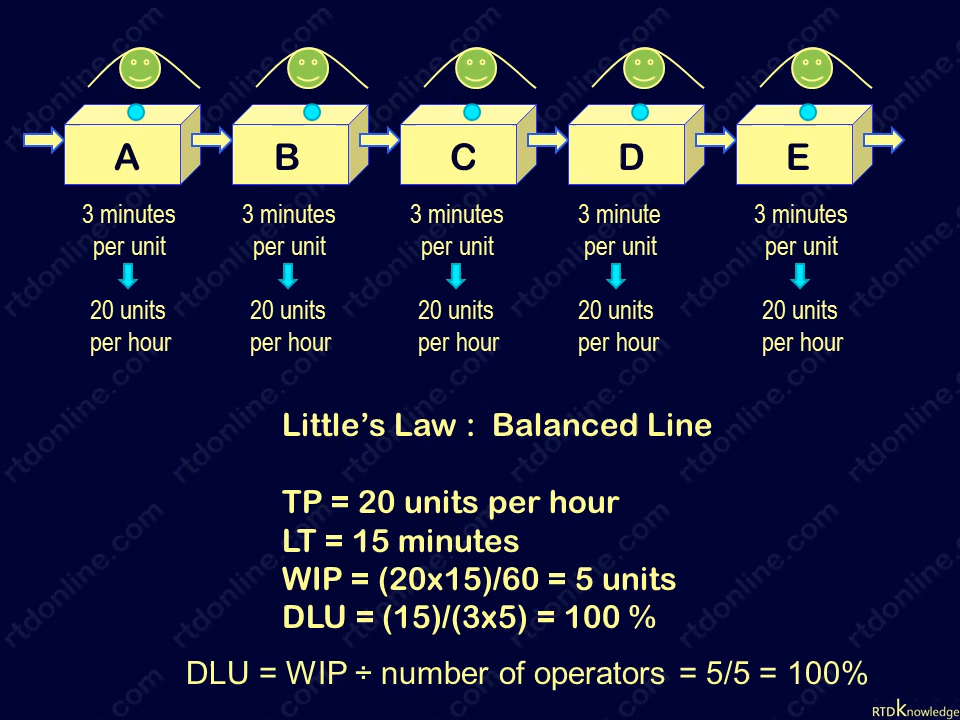 A B C D E
3 minutes 3 minutes 3 minutes 3 minute 3 minutes
per unit per unit per unit per unit per unit
20 units 20 units 20 units 20 units 20 units
per hour per hour per hour per hour per hour
Little’s Law : Balanced Line
TP = 20 units per hour
LT = 15 minutes
WIP = (20x15)/60 = 5 units
DLU = (15)/(3x5) = 100 %
DLU = WIP ÷ number of operators = 5/5 = 100%
RTDKnowledge
rtdonline.com